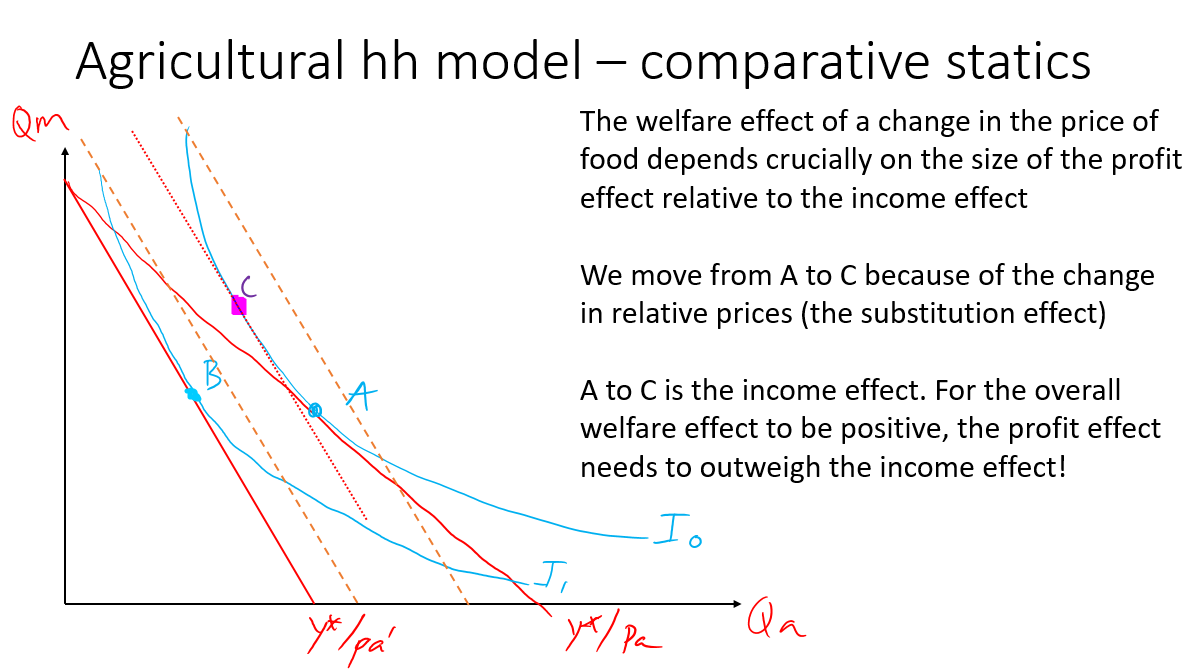 Agricultural hh model – comparative statics
Qm
The welfare effect of a change in the price of
food depends crucially on the size of the profit
effect relative to the income effect
We move from A to C because of the change
in relative prices (the substitution effect)
A to C is the income effect. For the overall
welfare effect to be positive, the profit effect
needs to outweigh the income effect!
C
B
A
I₀
I₁
y*/pa'
y*/Pa
Qa